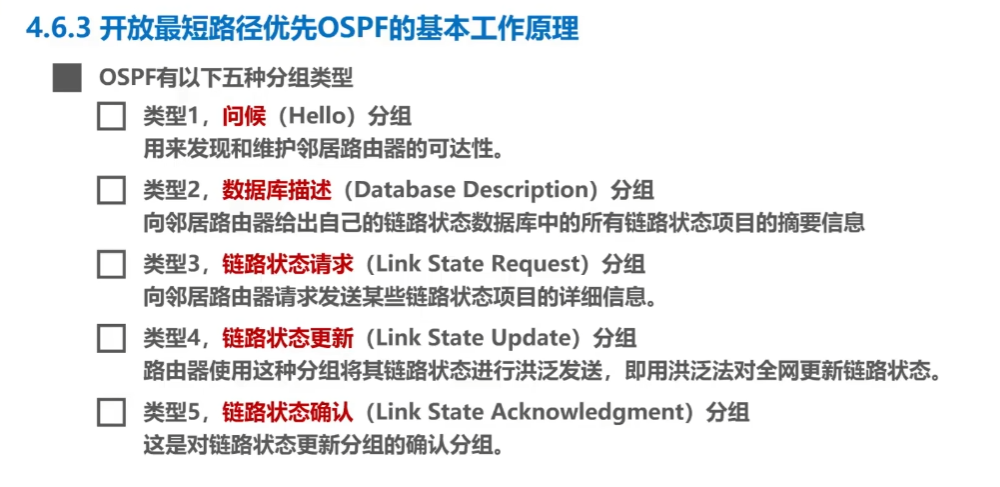 4.6.3 开放最短路径优先OSPF的基本工作原理
OSPF有以下五种分组类型
类型1，问候（Hello）分组
用来发现和维护邻居路由器的可达性。
类型2，数据库描述（Database Description）分组
向邻居路由器给出自己的链路状态数据库中的所有链路状态项目的摘要信息
类型3，链路状态请求（Link State Request）分组
向邻居路由器请求发送某些链路状态项目的详细信息。
类型4，链路状态更新（Link State Update）分组
路由器使用这种分组将其链路状态进行洪泛发送，即用洪泛法对全网更新链路状态。
类型5，链路状态确认（Link State Acknowledgment）分组
这是对链路状态更新分组的确认分组。